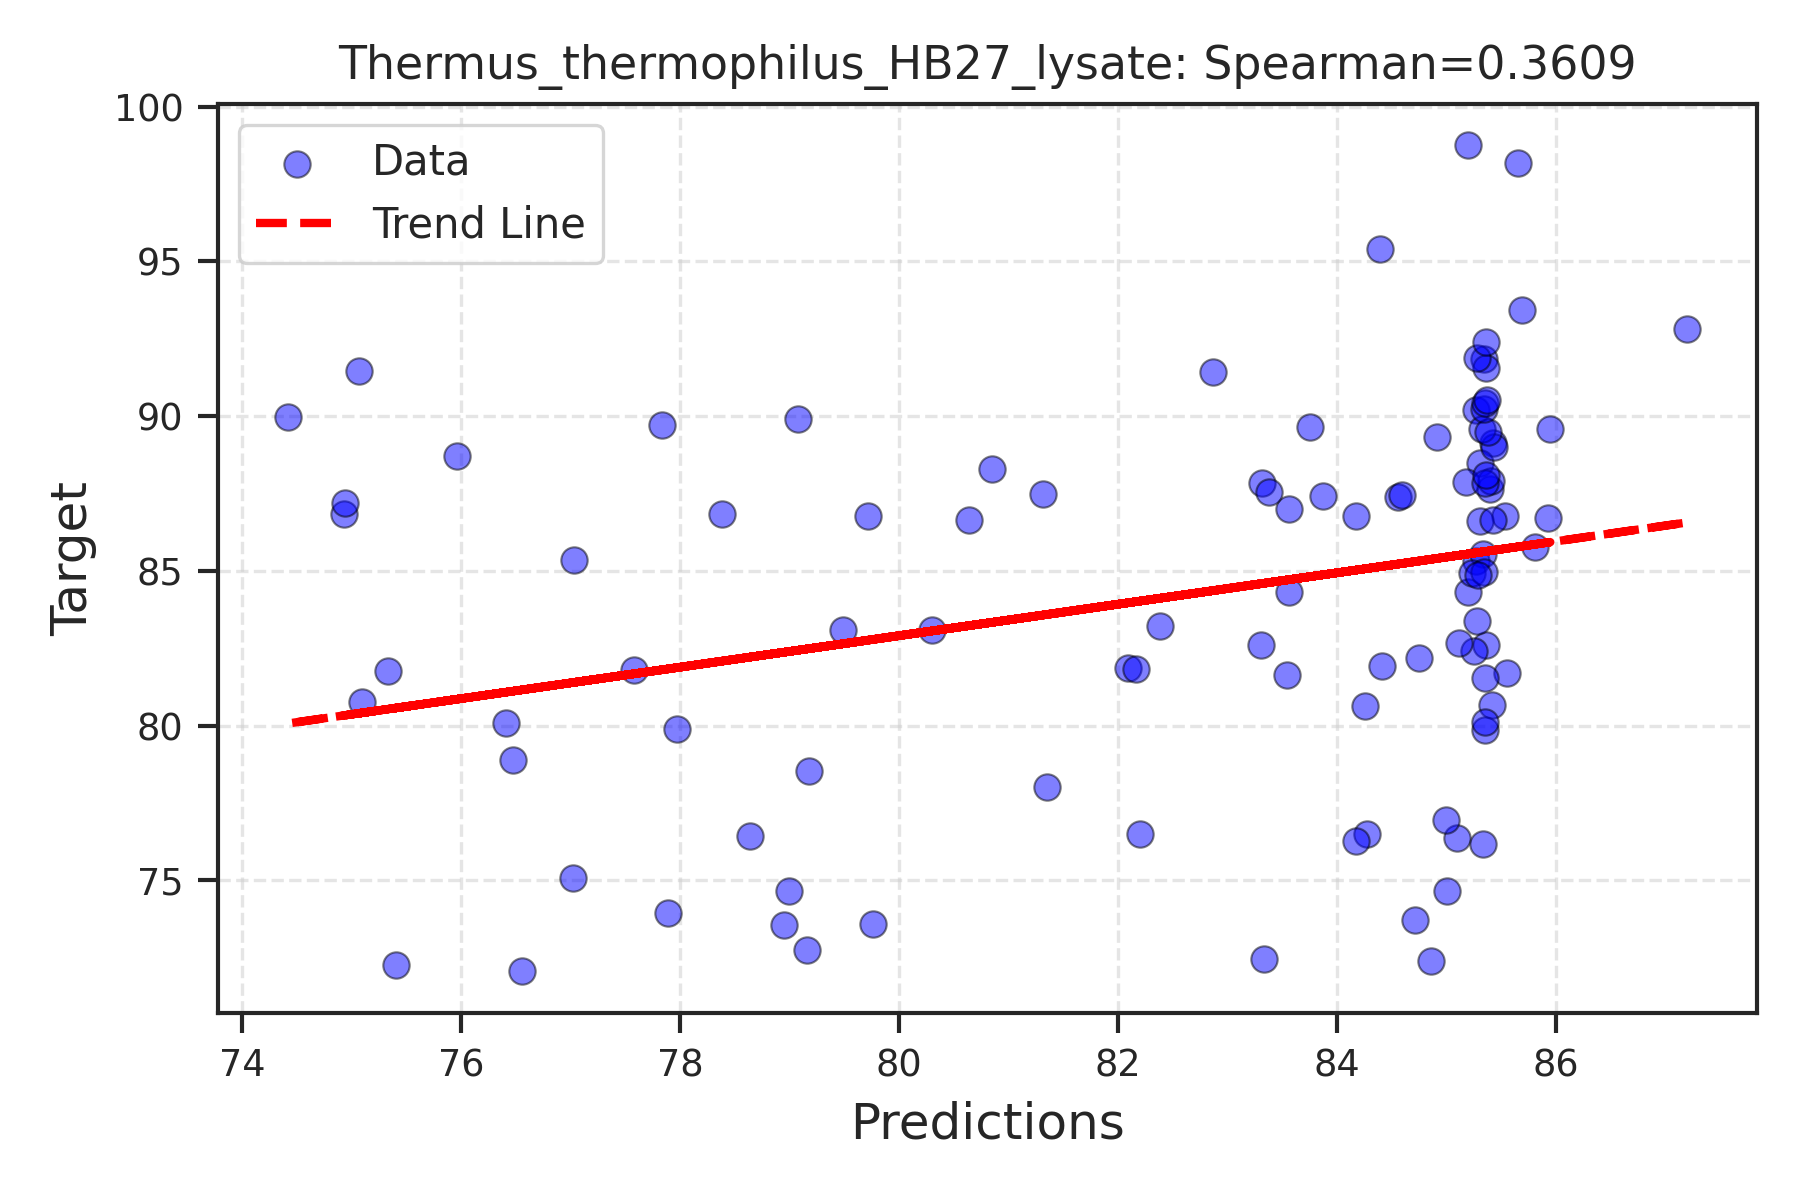 Thermus_thermophilus_HB27_lysate: Spearman=0.3609
Data
Trend Line
100
95
90
85
80
75
Target
74 76 78 80 82 84 86
Predictions